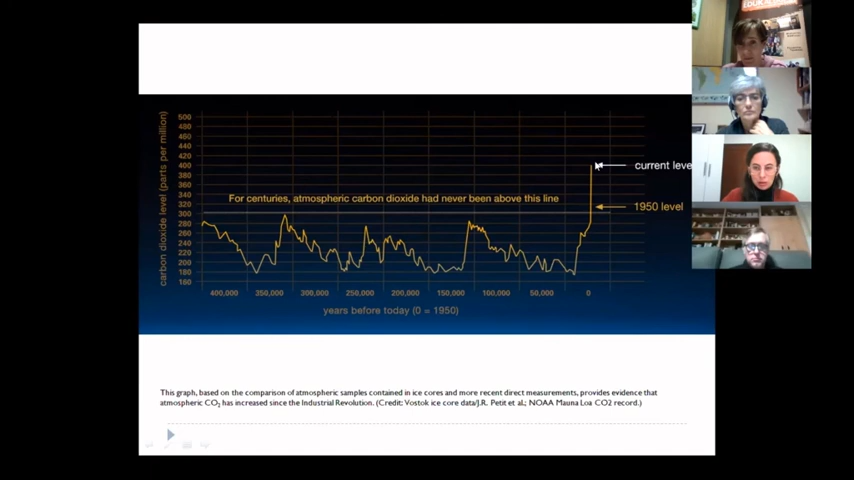 EDUKALBOAN
500
480
460
440
420
400
380
360
340
320
300
280
260
240
220
200
180
carbon dioxide level (parts per million)
For centuries, atmospheric carbon dioxide had never been above this line
current leve
1950 level
400,000 350,000 300,000 250,000 200,000 150,000 100,000 50,000 0
years before today (0 = 1950)
This graph, based on the comparison of atmospheric samples contained in ice cores and more recent direct measurements, provides evidence that
atmospheric CO2 has increased since the Industrial Revolution. (Credit: Vostok ice core data/J.R. Petit et al.; NOAA Mauna Loa CO2 record.)